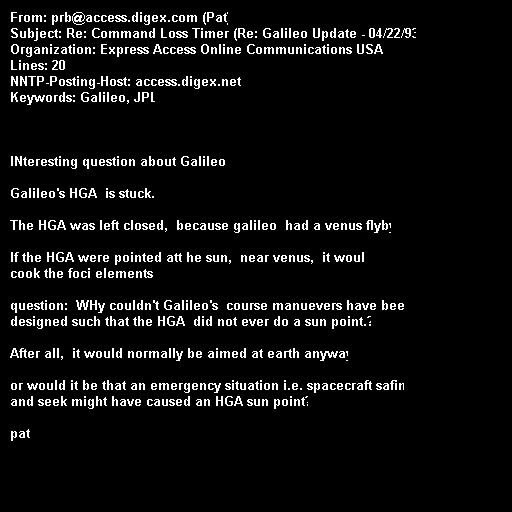 From: prb@access.digex.com (Pat)
Subject: Re: Command Loss Timer (Re: Galileo Update - 04/22/93
Organization: Express Access Online Communications USA
Lines: 20
NNTP-Posting-Host: access.digex.net
Keywords: Galileo, JPL
INteresting question about Galileo
Galileo's HGA  is stuck.
The HGA was left closed,  because galileo  had a venus flyby
If the HGA were pointed att he sun,  near venus,  it woul
cook the foci elements
question:  WHy couldn't Galileo's  course manuevers have bee
designed such that the HGA  did not ever do a sun point.?
After all,  it would normally be aimed at earth anyway
or would it be that an emergency situation i.e. spacecraft safin
and seek might have caused an HGA sun point?
pat